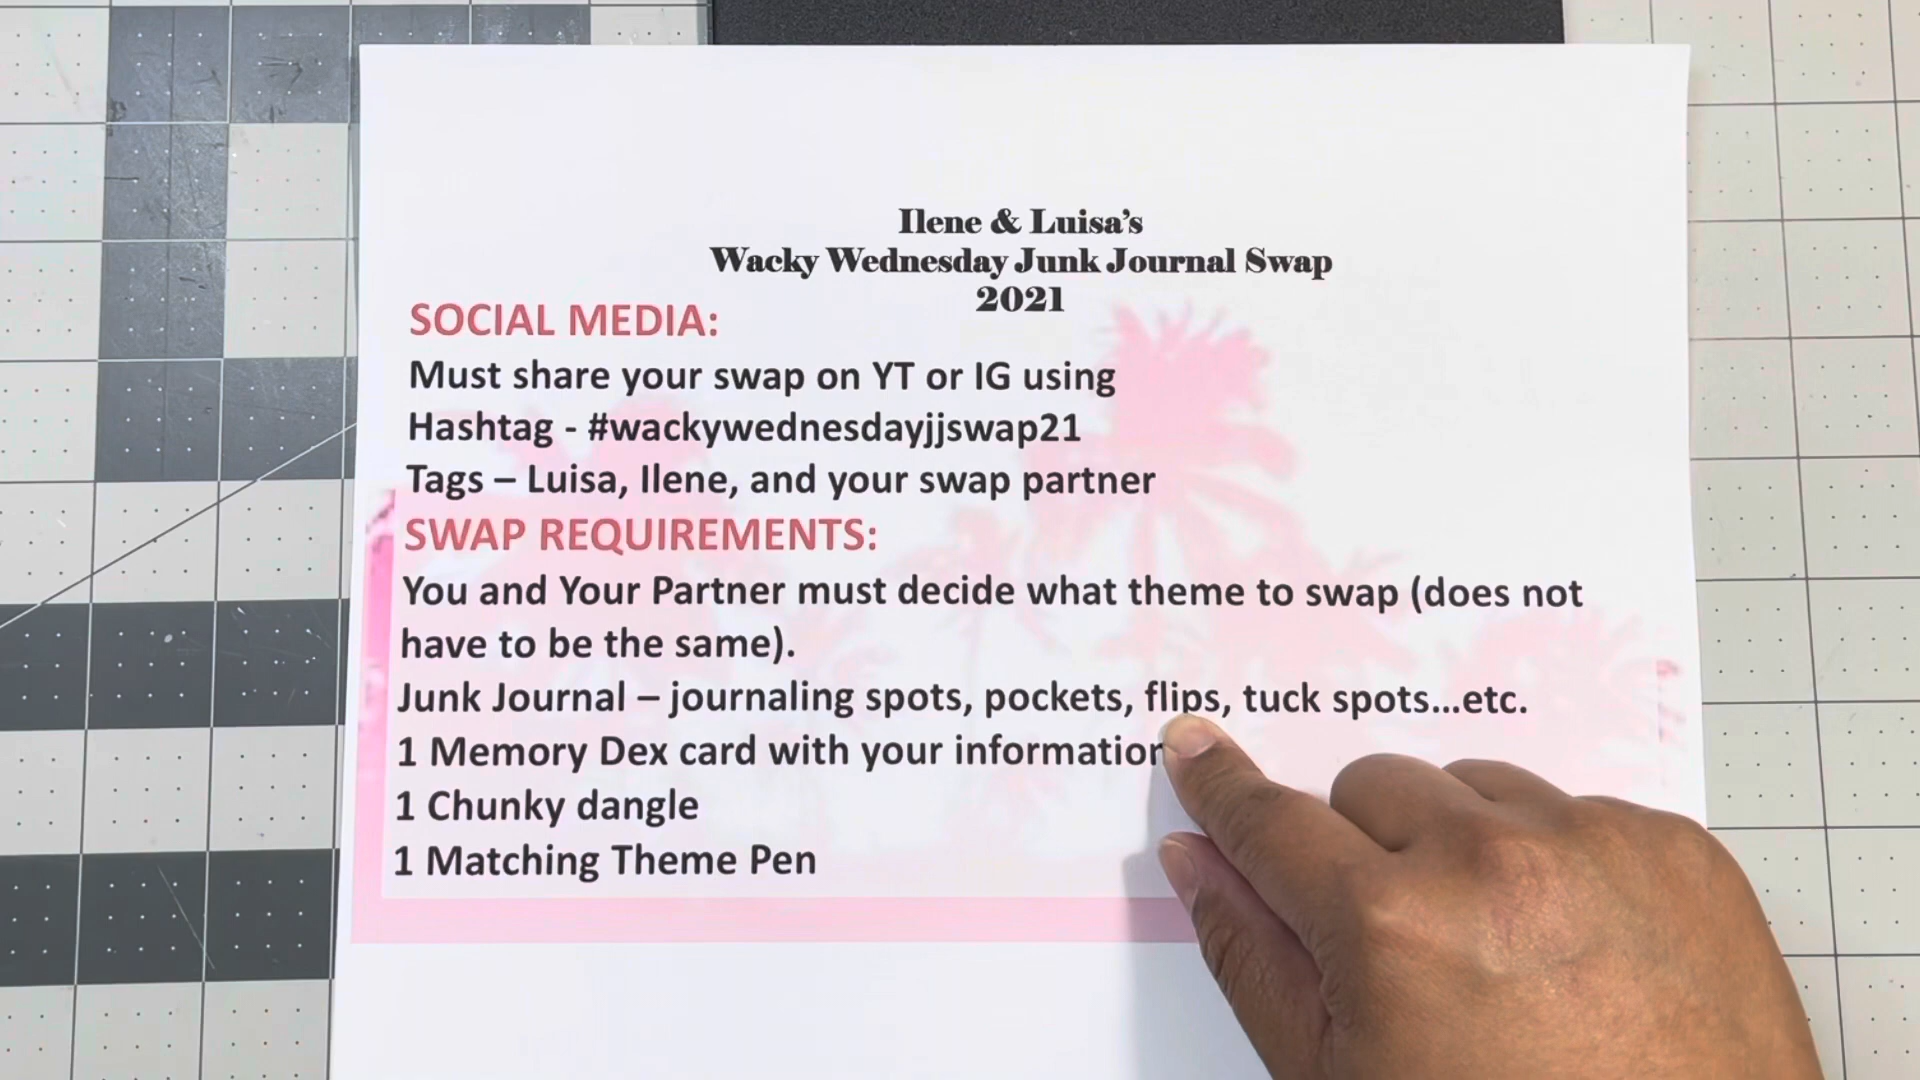 Ilene & Luisa's
Wacky Wednesday Junk Journal Swap
2021
SOCIAL MEDIA:
Must share your swap on YT or IG using
Hashtag - #wackywednesdayjjswap21
Tags – Luisa, Ilene, and your swap partner
SWAP REQUIREMENTS:
You and Your Partner must decide what theme to swap (does not
have to be the same).
Junk Journal – journaling spots, pockets, flips, tuck spots...etc.
1 Memory Dex card with your information
1 Chunky dangle
1 Matching Theme Pen